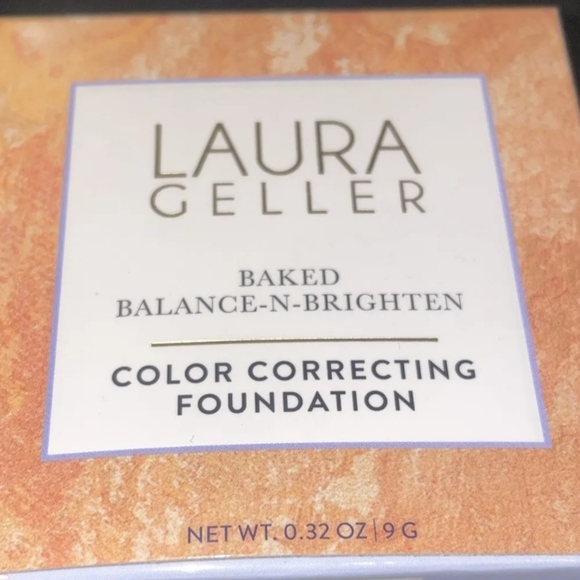 LAURA
GELLER
BAKED
BALANCE-N-BRIGHTEN
COLOR CORRECTING
FOUNDATION
NET WT. 0.32 OZ | 9 G